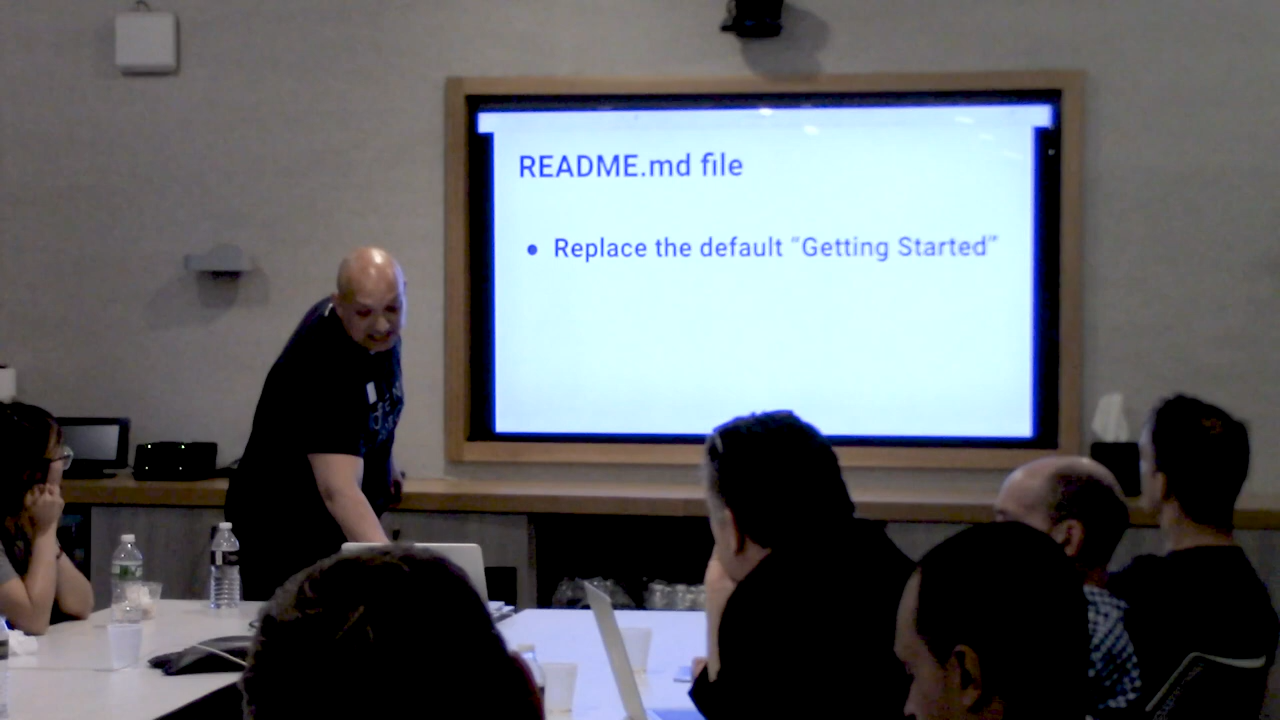 README.md file
● Replace the default “Getting Started”